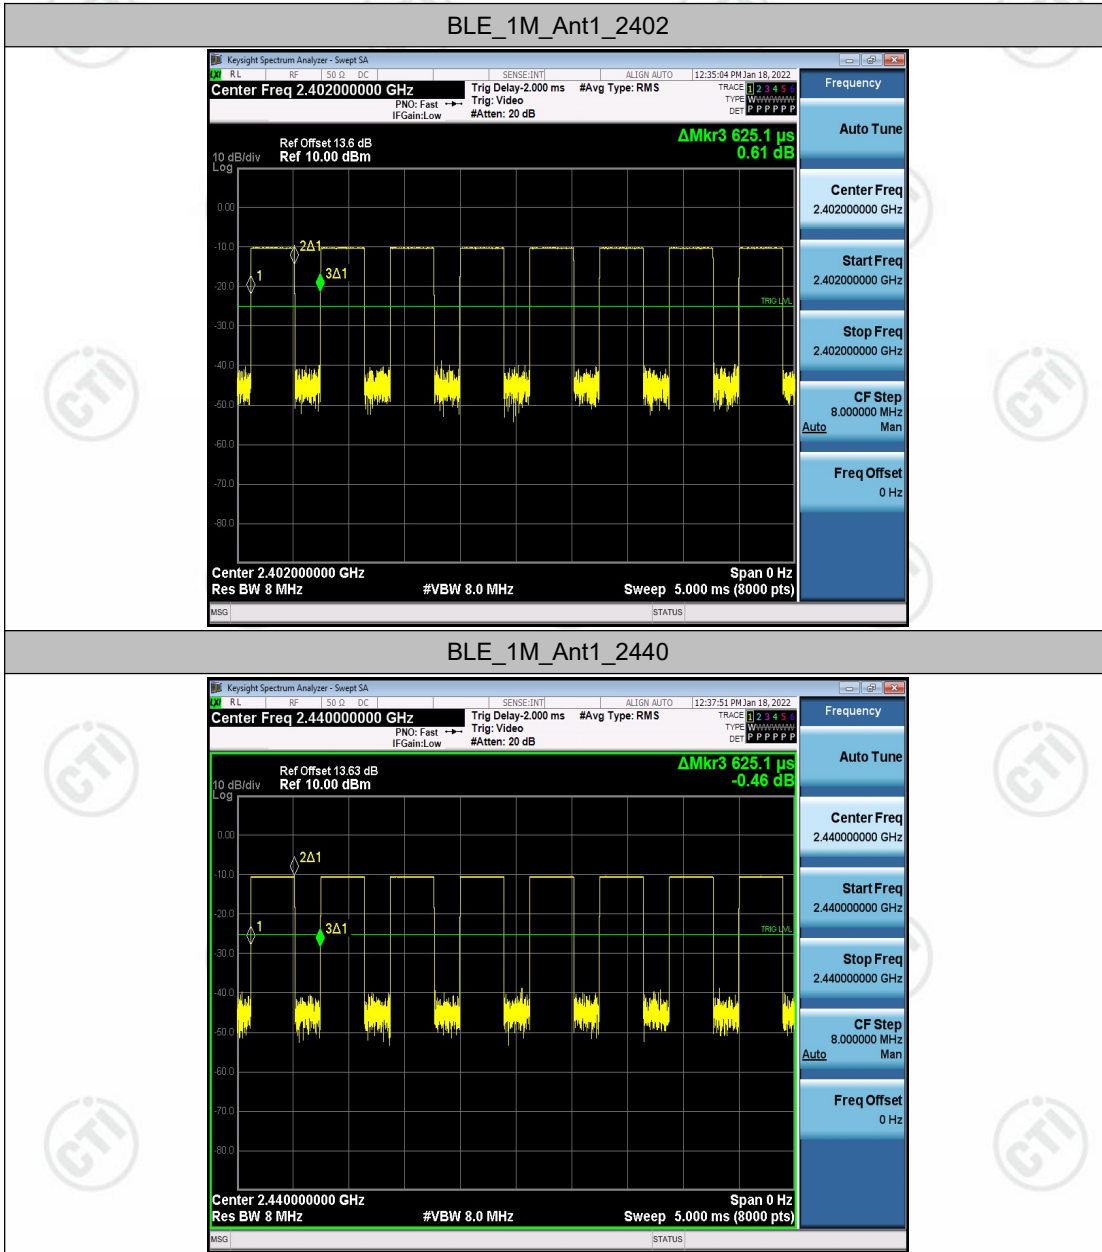 BLE_1M_Ant1_2402
Keysight Spectrum Analyzer - Swept SA
LXI RL RF 50 Ω DC SENSE:INT ALIGN AUTO 12:35:04 PM Jan 18, 2022
Center Freq 2.402000000 GHz Trig Delay-2.000 ms #Avg Type: RMS TRACE 1 2 3 4 5 6
PNO: Fast Trig: Video TYPE WWWWWW
IFGain:Low #Atten: 20 dB DET P P P P P P
ΔMkr3 625.1 µs
0.61 dB
Ref Offset 13.6 dB
10 dB/div Ref 10.00 dBm
Log
0.00
-10.0
-20.0
-30.0
-40.0
-50.0
-60.0
-70.0
-80.0
1
2Δ1
3Δ1
TRIG LVL
Center 2.402000000 GHz Span 0 Hz
Res BW 8 MHz #VBW 8.0 MHz Sweep 5.000 ms (8000 pts)
MSG STATUS
Frequency
Auto Tune
Center Freq
2.402000000 GHz
Start Freq
2.402000000 GHz
Stop Freq
2.402000000 GHz
CF Step
8.000000 MHz
Auto Man
Freq Offset
0 Hz
BLE_1M_Ant1_2440
Keysight Spectrum Analyzer - Swept SA
LXI RL RF 50 Ω DC SENSE:INT ALIGN AUTO 12:37:51 PM Jan 18, 2022
Center Freq 2.440000000 GHz Trig Delay-2.000 ms #Avg Type: RMS TRACE 1 2 3 4 5 6
PNO: Fast Trig: Video TYPE WWWWWW
IFGain:Low #Atten: 20 dB DET P P P P P P
ΔMkr3 625.1 µs
-0.46 dB
Ref Offset 13.63 dB
10 dB/div Ref 10.00 dBm
Log
0.00
-10.0
-20.0
-30.0
-40.0
-50.0
-60.0
-70.0
-80.0
1
2Δ1
3Δ1
TRIG LVL
Center 2.440000000 GHz Span 0 Hz
Res BW 8 MHz #VBW 8.0 MHz Sweep 5.000 ms (8000 pts)
MSG STATUS
Frequency
Auto Tune
Center Freq
2.440000000 GHz
Start Freq
2.440000000 GHz
Stop Freq
2.440000000 GHz
CF Step
8.000000 MHz
Auto Man
Freq Offset
0 Hz
CTI
CTI
CTI
CTI
CTI
CTI